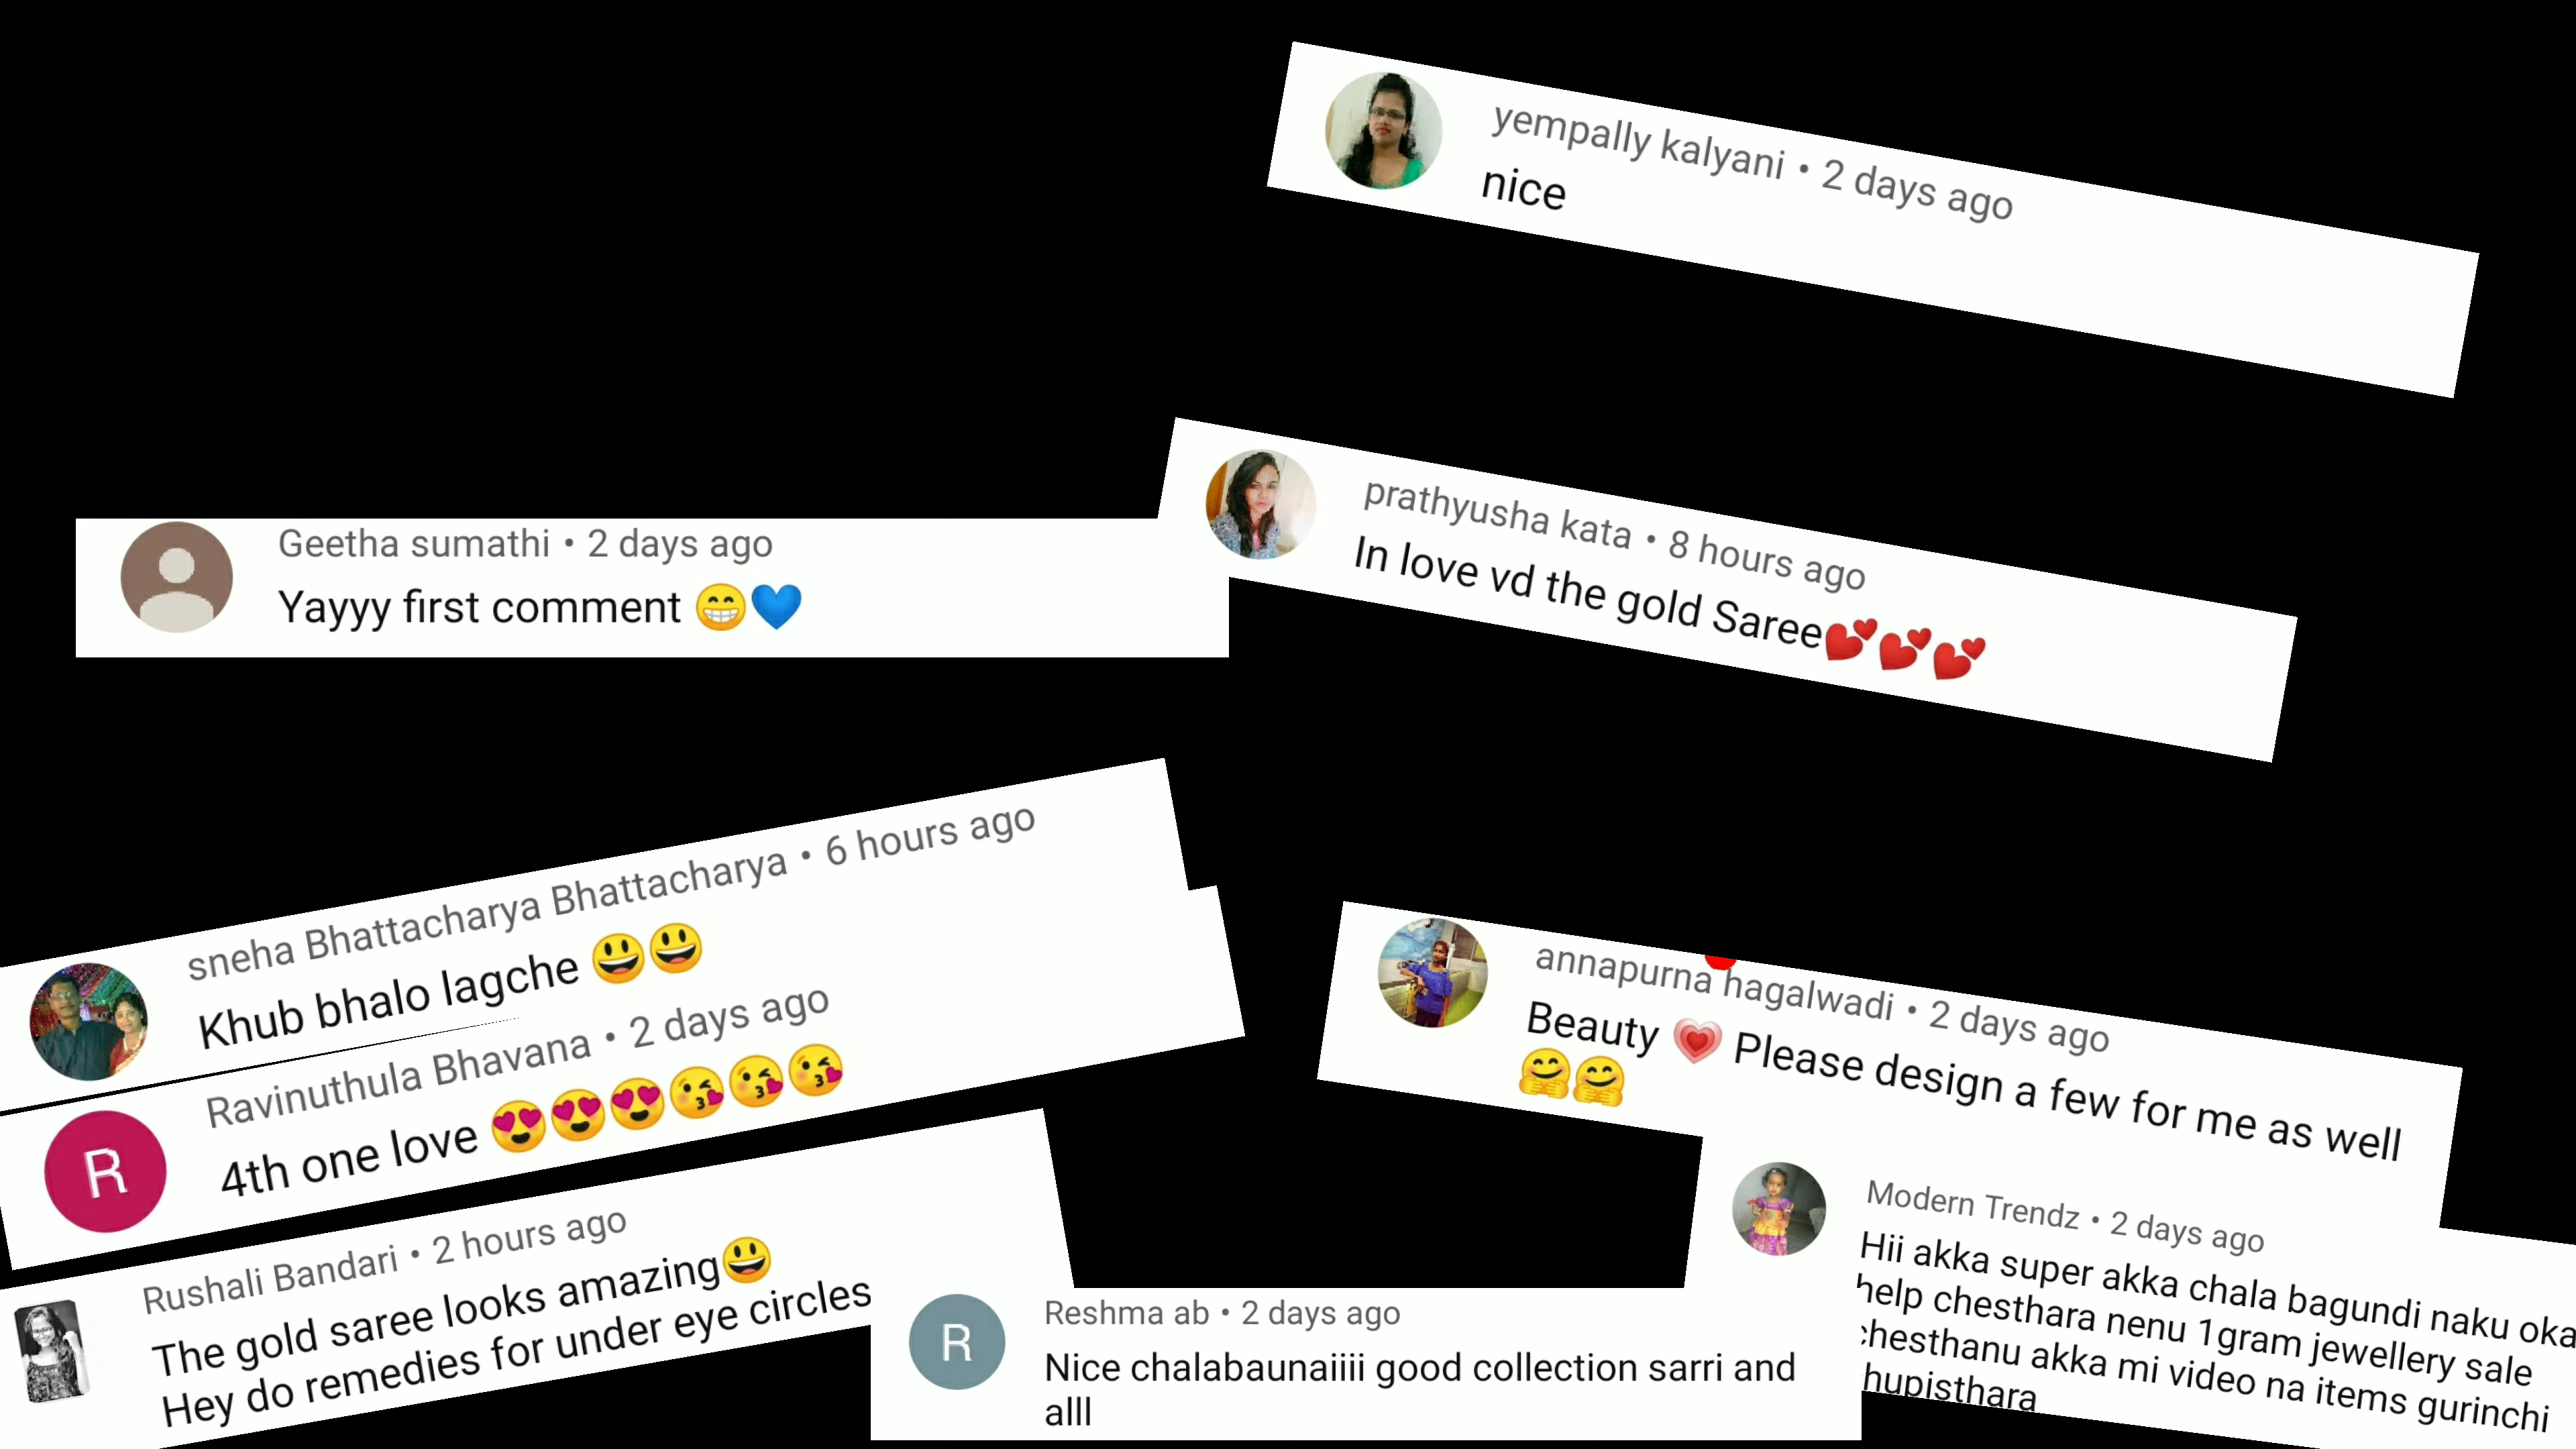 yempally kalyani • 2 days ago
nice
prathyusha kata • 8 hours ago
In love vd the gold Saree💕💕💕
Geetha sumathi • 2 days ago
Yayyy first comment 😁💙
sneha Bhattacharya Bhattacharya • 6 hours ago
Khub bhalo lagche 😃😃
Ravinuthula Bhavana • 2 days ago
R
4th one love 😍😍😍😘😘😘
Rushali Bandari • 2 hours ago
The gold saree looks amazing😃
Hey do remedies for under eye circles
annapurna hagalwadi • 2 days ago
Beauty 💗 Please design a few for me as well
🤗🤗
Modern Trendz • 2 days ago
Hii akka super akka chala bagundi naku oka
help chesthara nenu 1gram jewellery sale
chesthanu akka mi video na items gurinchi
hupisthara
Reshma ab • 2 days ago
R
Nice chalabaunaiiii good collection sarri and
alll